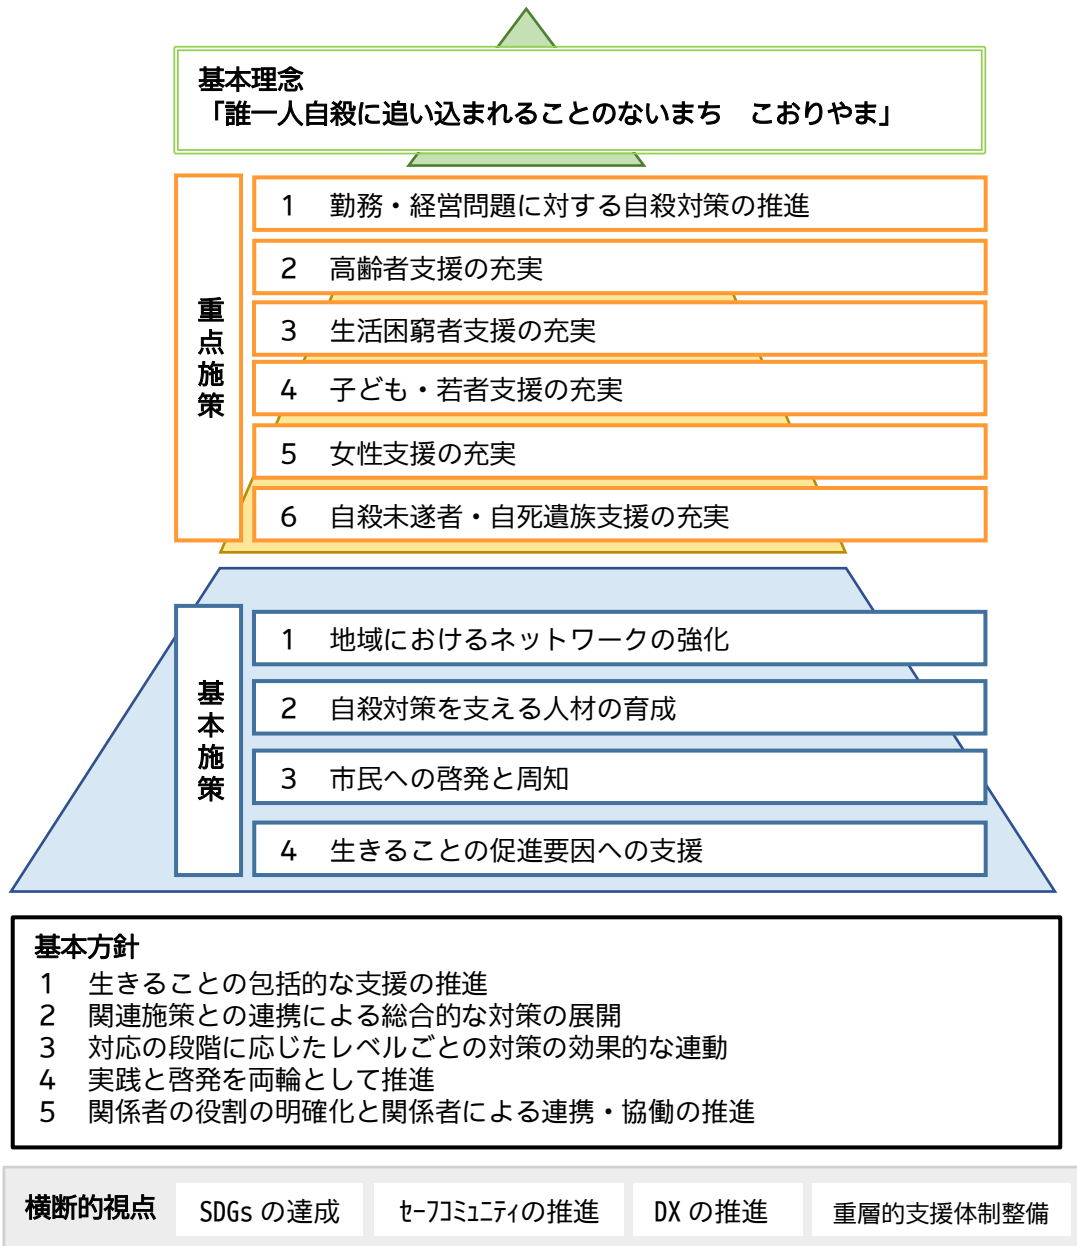 基本理念
「誰一人自殺に追い込まれることのないまち　こおりやま」
重点施策
1　勤務・経営問題に対する自殺対策の推進
2　高齢者支援の充実
3　生活困窮者支援の充実
4　子ども・若者支援の充実
5　女性支援の充実
6　自殺未遂者・自死遺族支援の充実
基本施策
1　地域におけるネットワークの強化
2　自殺対策を支える人材の育成
3　市民への啓発と周知
4　生きることの促進要因への支援
基本方針
1　生きることの包括的な支援の推進
2　関連施策との連携による総合的な対策の展開
3　対応の段階に応じたレベルごとの対策の効果的な連動
4　実践と啓発を両輪として推進
5　関係者の役割の明確化と関係者による連携・協働の推進
横断的視点　SDGs の達成　ｾｰﾌｺﾐｭﾆﾃｨの推進　DX の推進　重層的支援体制整備